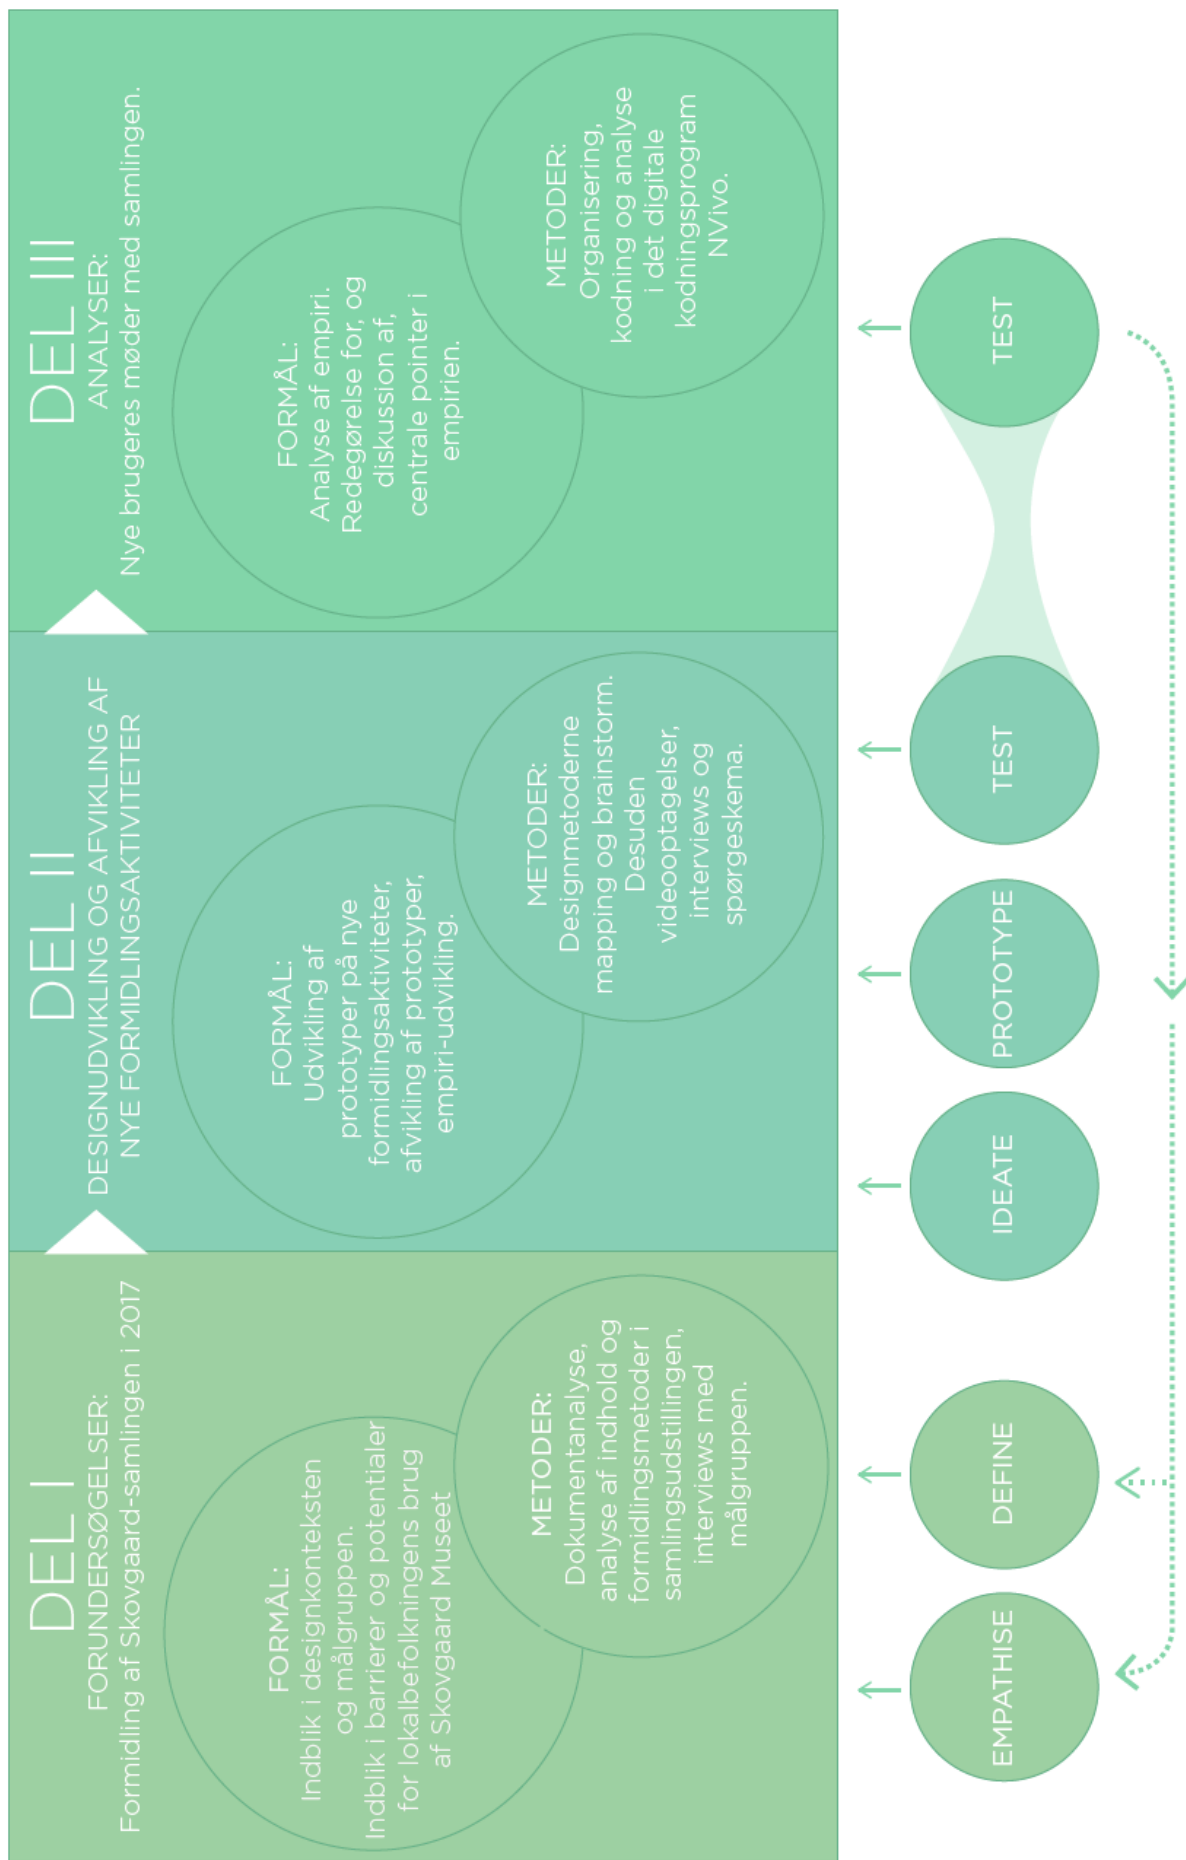 DEL I
FORUNDERSØGELSER:
Formidling af Skovgaard-samlingen i 2017
FORMÅL:
Indblik i designkonteksten
og målgruppen.
Indblik i barrierer og potentialer
for lokalbefolkningens brug
af Skovgaard Museet
METODER:
Dokumentanalyse,
analyse af indhold og
formidlingsmetoder i
samlingsudstillingen,
interviews med
målgruppen.
DEL II
DESIGNUDVIKLING OG AFVIKLING AF
NYE FORMIDLINGSAKTIVITETER
FORMÅL:
Udvikling af
prototyper på nye
formidlingsaktiviteter,
afvikling af prototyper,
empiri-udvikling.
METODER:
Designmetoderne
mapping og brainstorm.
Desuden
videooptagelser,
interviews og
spørgeskema.
DEL III
ANALYSER:
Nye brugeres møder med samlingen.
FORMÅL:
Analyse af empiri.
Redegørelse for, og
diskussion af,
centrale pointer i
empirien.
METODER:
Organisering,
kodning og analyse
i det digitale
kodningsprogram
NVivo.
EMPATHISE
DEFINE
IDEATE
PROTOTYPE
TEST
TEST